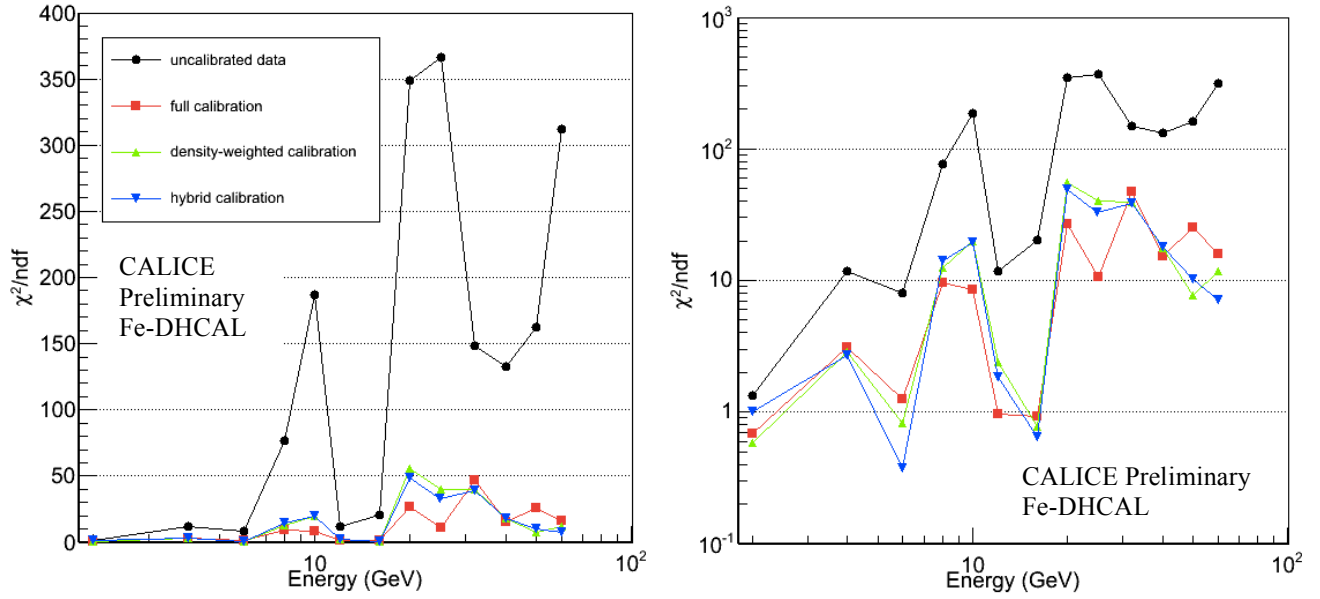 400
350
300
250
200
150
100
50
0
χ²/ndf
uncalibrated data
full calibration
density-weighted calibration
hybrid calibration
CALICE
Preliminary
Fe-DHCAL
10
10²
Energy (GeV)
10³
10²
10
1
10⁻¹
χ²/ndf
CALICE Preliminary
Fe-DHCAL
10
10²
Energy (GeV)